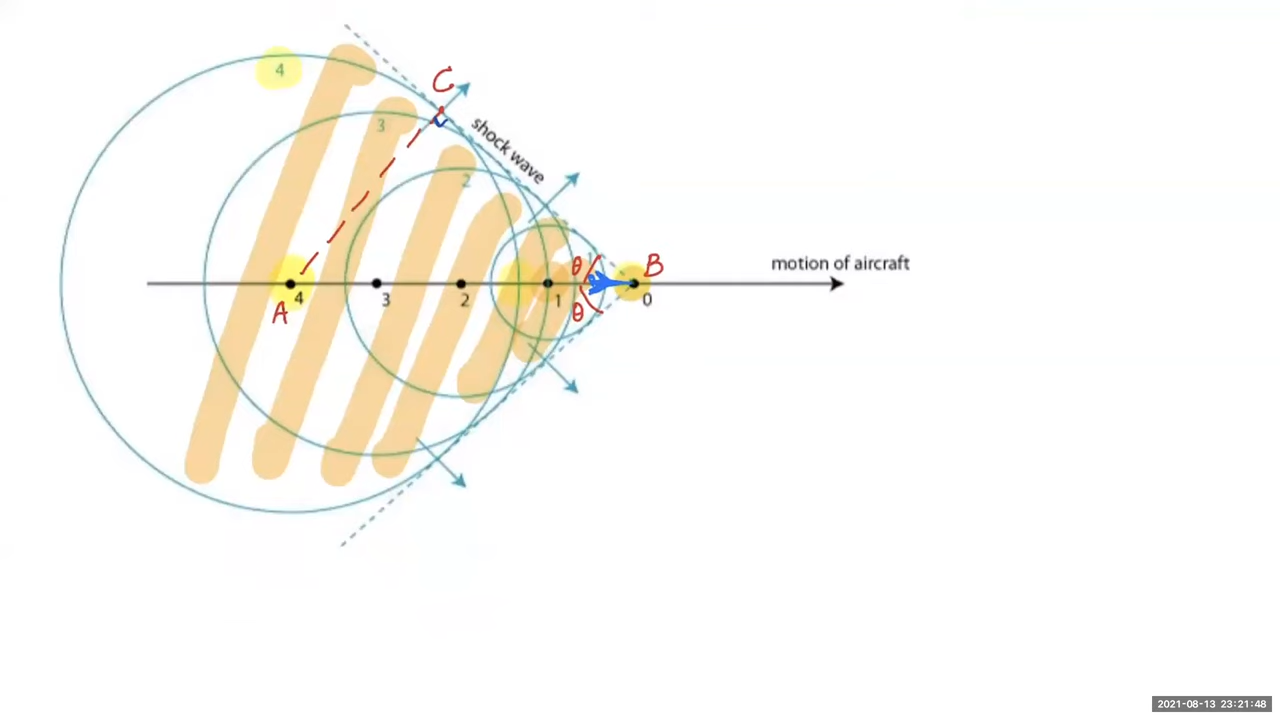 4
C
3
shock wave
2
1
θ
B
motion of aircraft
A
4
3
2
1
θ
0
2021-08-13 23:21:48